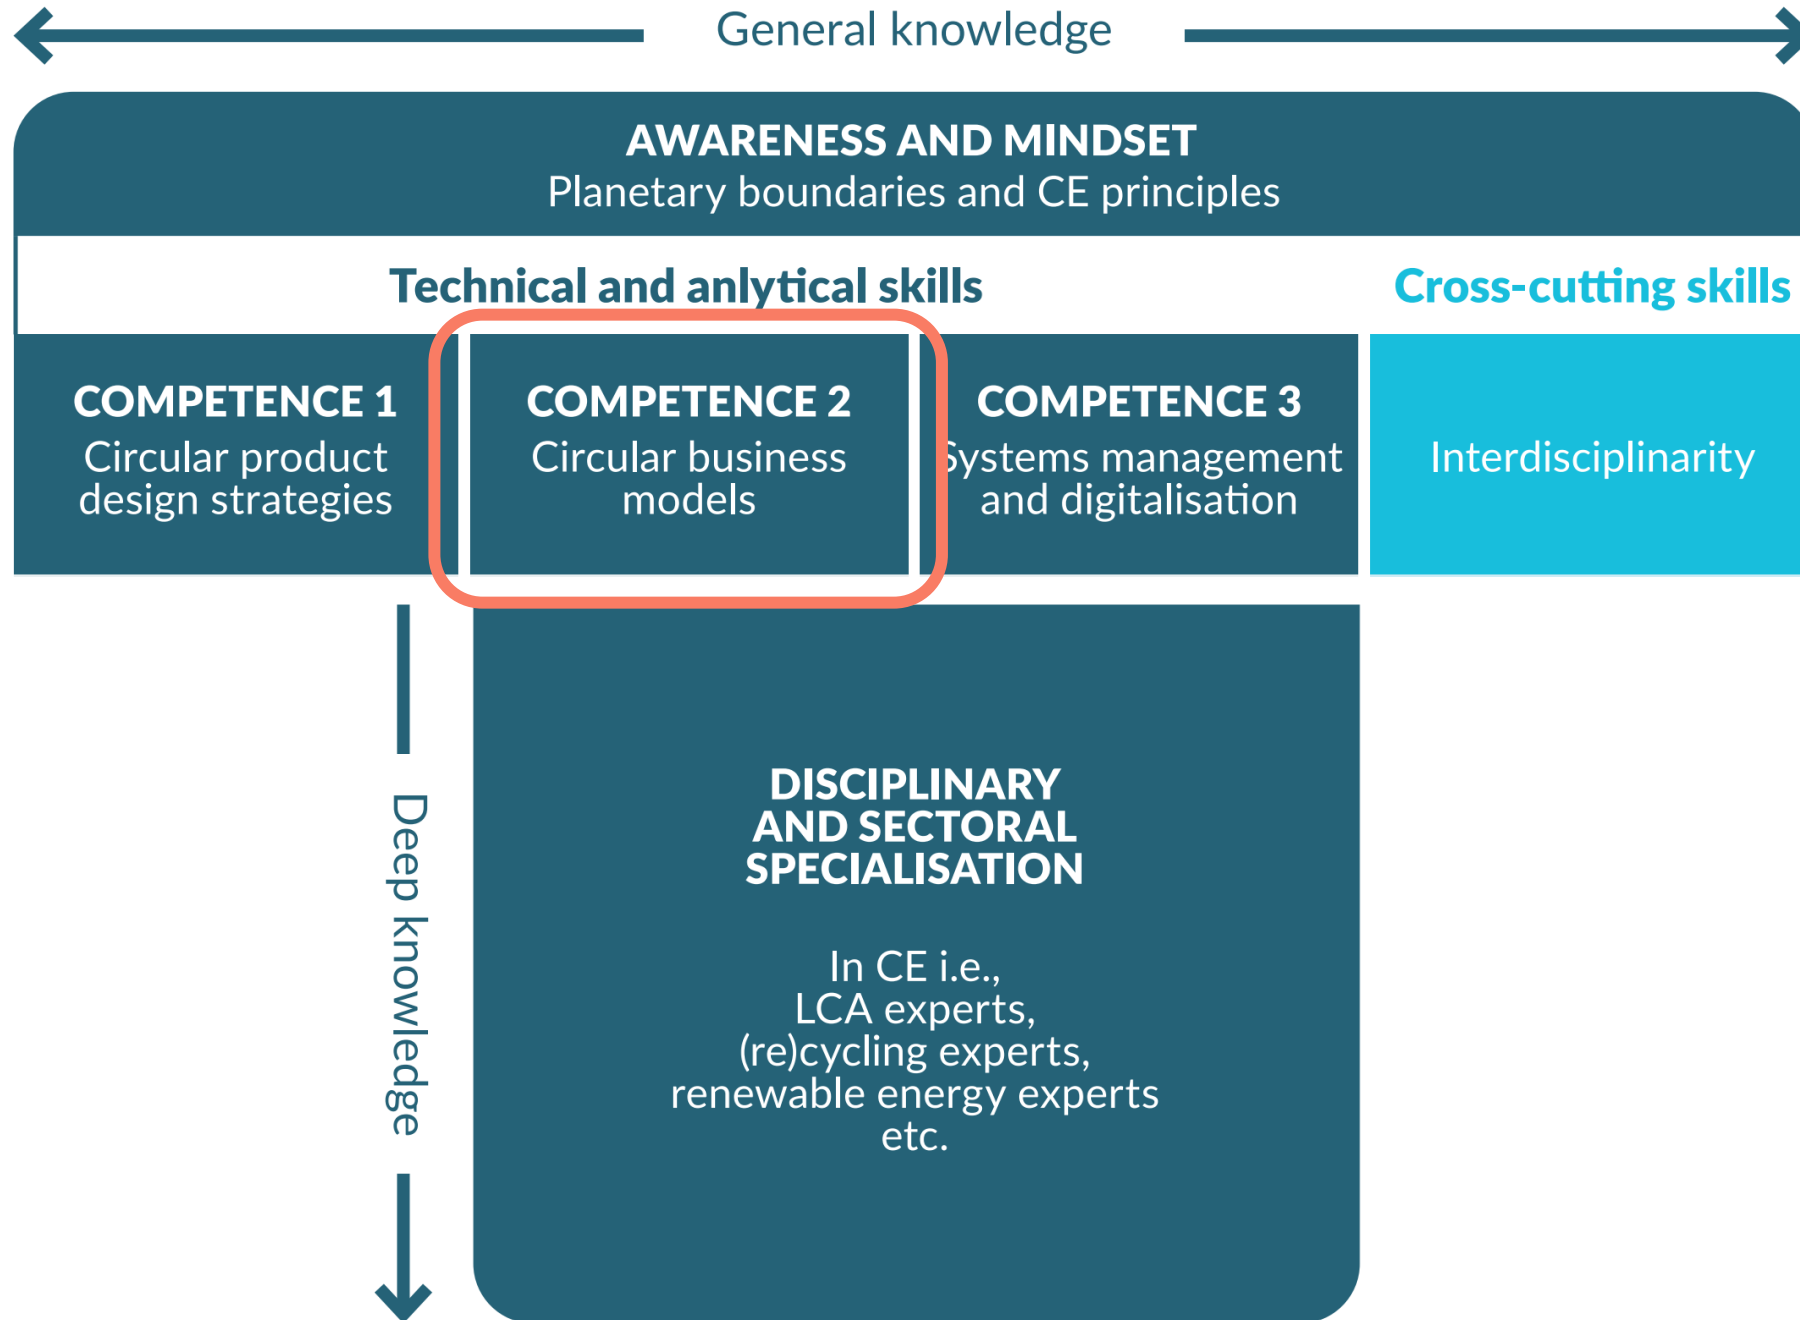 General knowledge
AWARENESS AND MINDSET
Planetary boundaries and CE principles
Technical and anlytical skills
Cross-cutting skills
COMPETENCE 1
Circular product
design strategies
COMPETENCE 2
Circular business
models
COMPETENCE 3
Systems management
and digitalisation
Interdisciplinarity
Deep knowledge
DISCIPLINARY
AND SECTORAL
SPECIALISATION
In CE i.e.,
LCA experts,
(re)cycling experts,
renewable energy experts
etc.